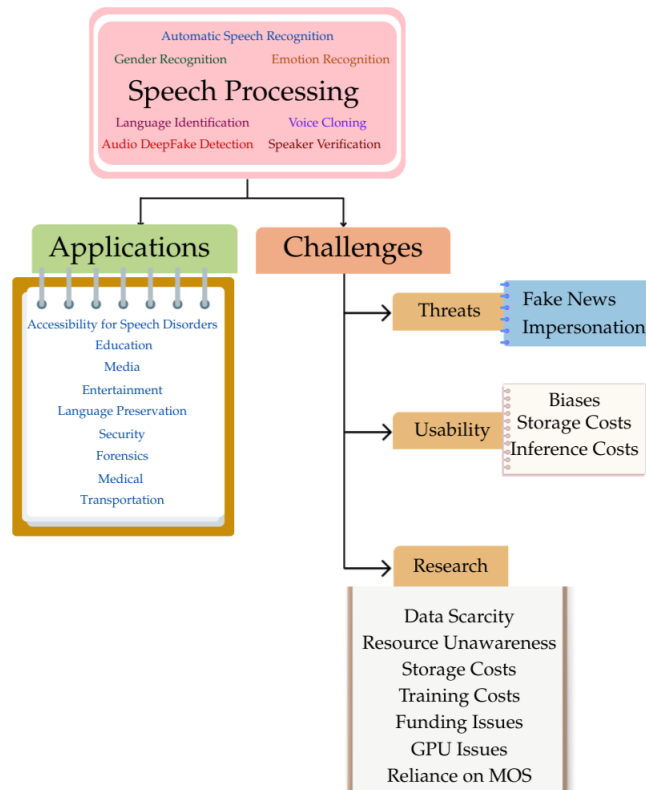 Automatic Speech Recognition
Gender Recognition Emotion Recognition
Speech Processing
Language Identification Voice Cloning
Audio DeepFake Detection Speaker Verification
Applications
Accessibility for Speech Disorders
Education
Media
Entertainment
Language Preservation
Security
Forensics
Medical
Transportation
Challenges
Threats
Fake News
Impersonation
Usability
Biases
Storage Costs
Inference Costs
Research
Data Scarcity
Resource Unawareness
Storage Costs
Training Costs
Funding Issues
GPU Issues
Reliance on MOS